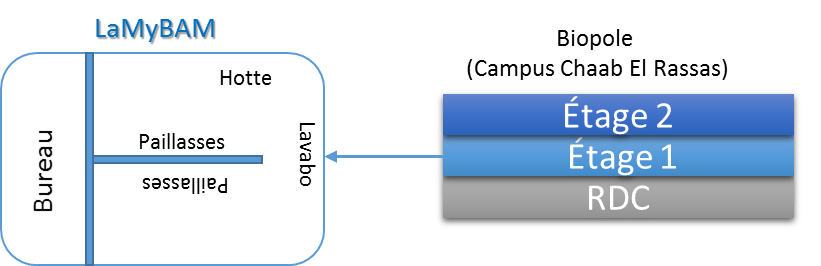 LaMyBAM
Hotte
Bureau
Paillasses
Paillasses
Lavabo
Biopole
(Campus Chaab El Rassas)
Étage 2
Étage 1
RDC